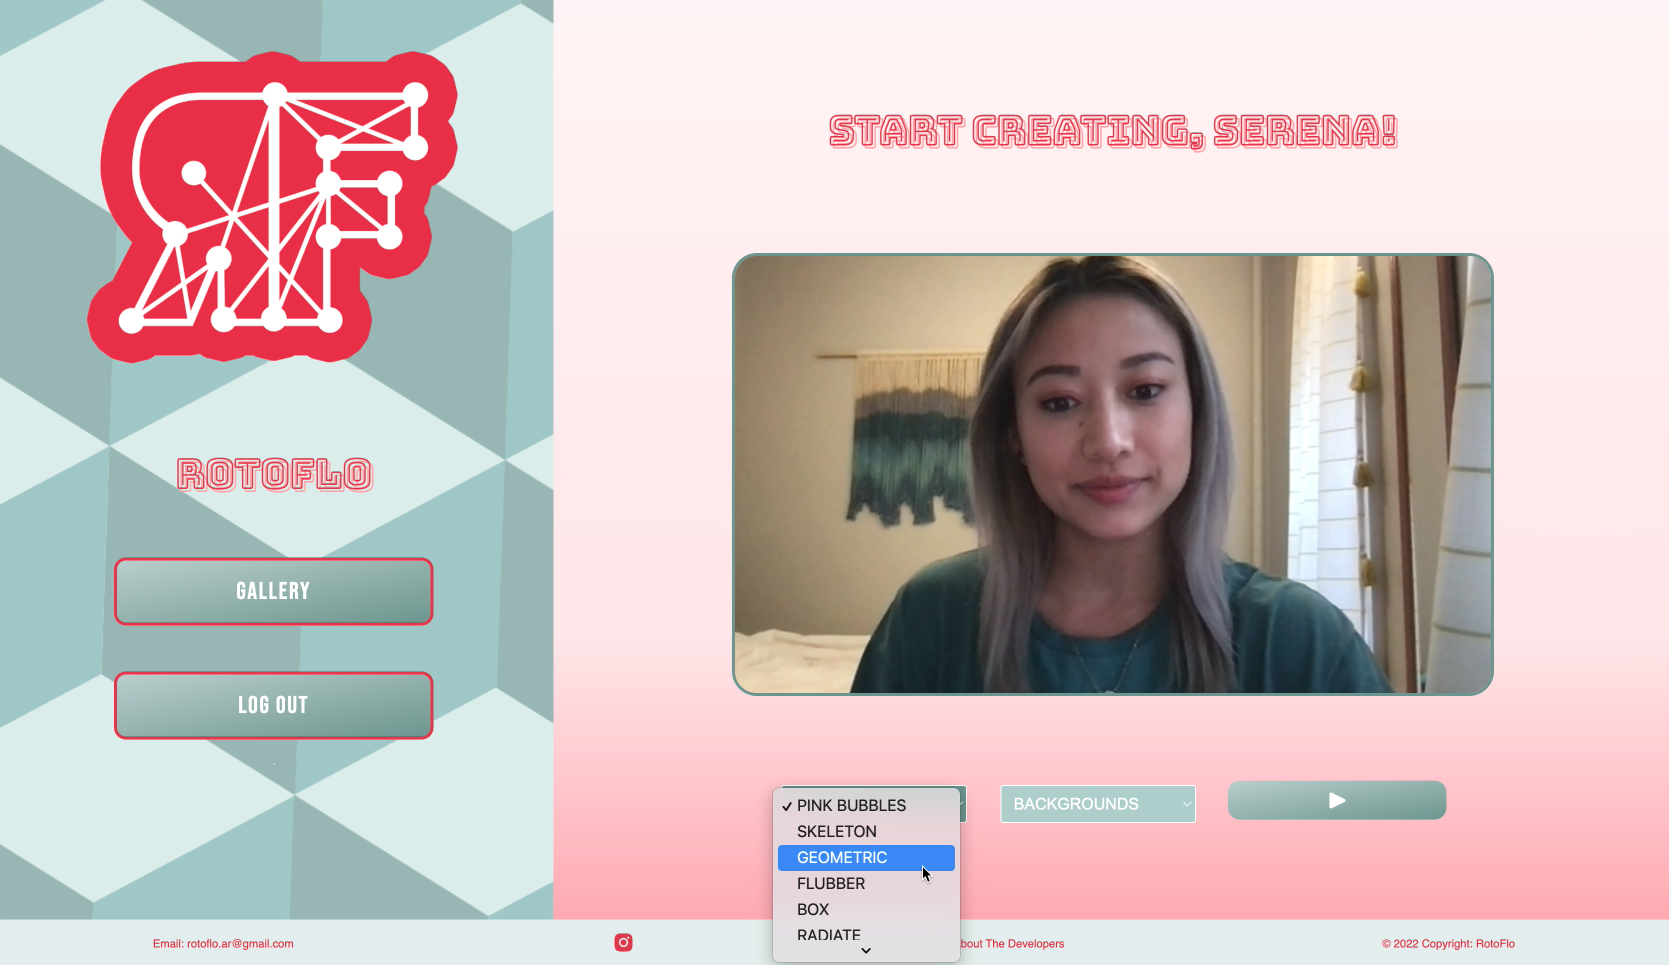 START CREATING, SERENA!
ROTOFLO
GALLERY
LOG OUT
✓ PINK BUBBLES
SKELETON
GEOMETRIC
FLUBBER
BOX
RADIATE
BACKGROUNDS
Email: rotoflo.ar@gmail.com
bout The Developers
© 2022 Copyright: RotoFlo